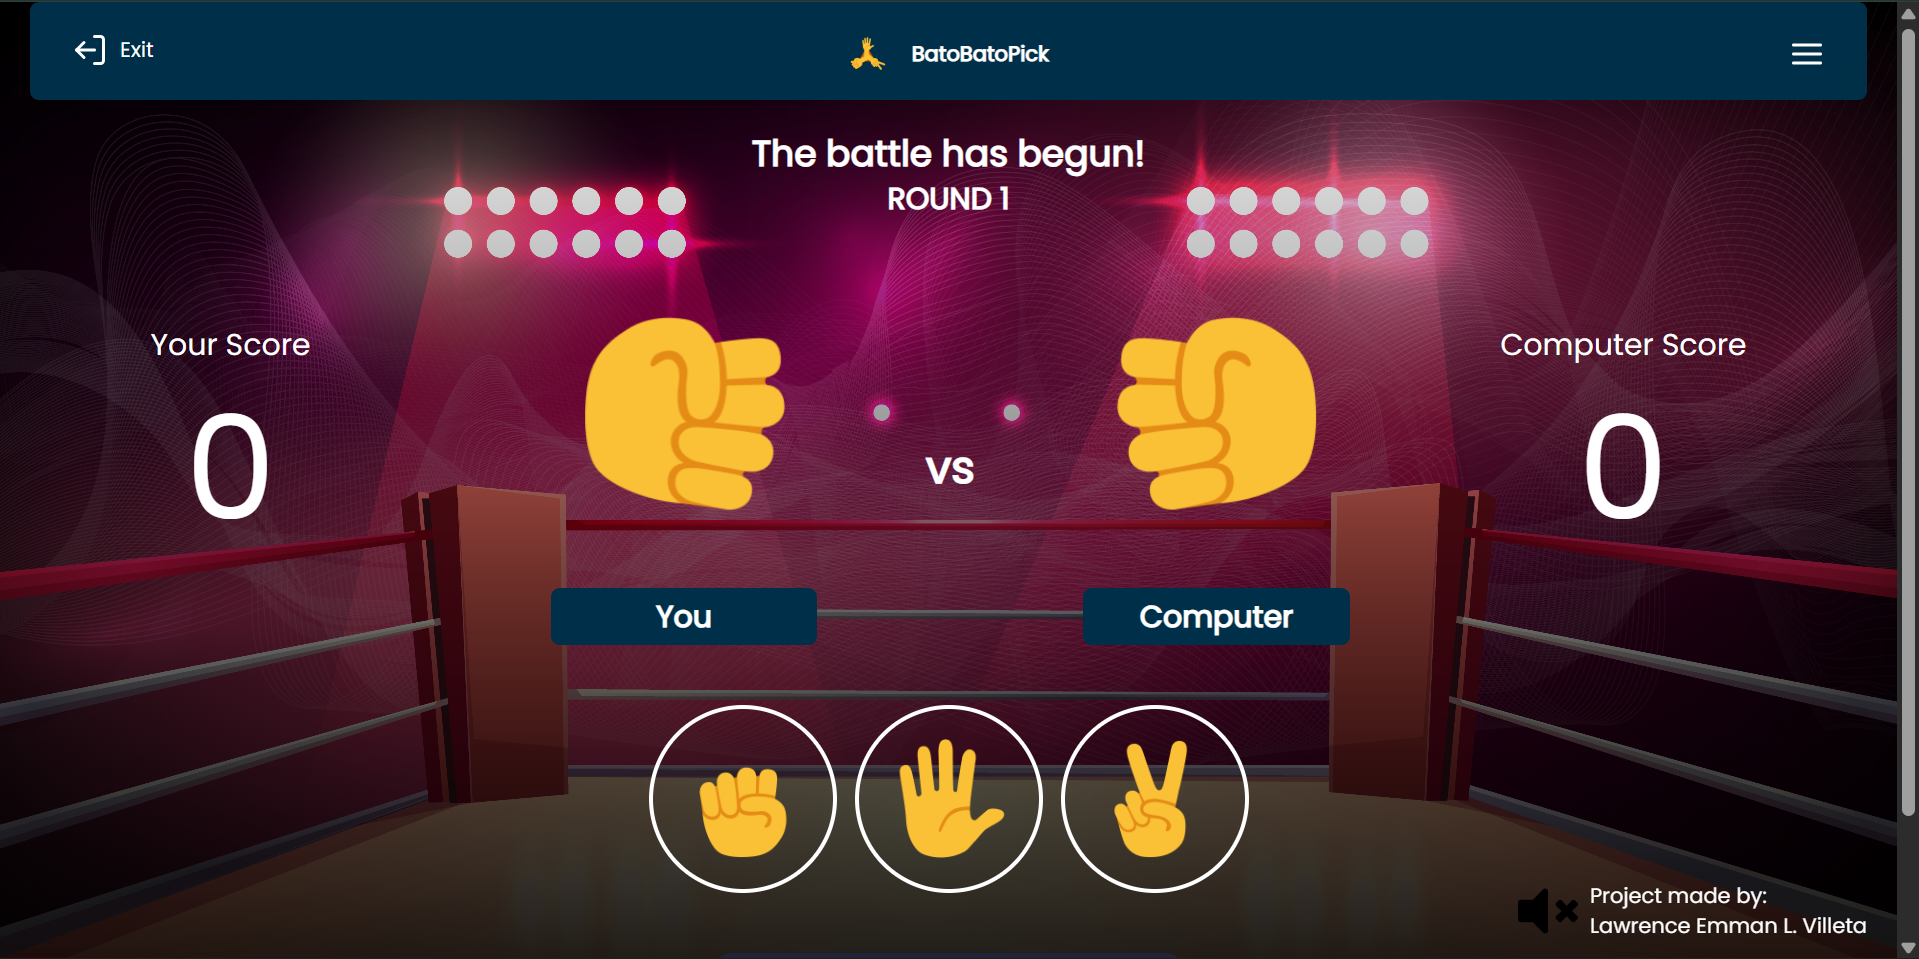 Exit
BatoBatoPick
The battle has begun!
ROUND 1
Your Score
Computer Score
0
0
VS
You
Computer
Project made by:
Lawrence Emman L. Villeta